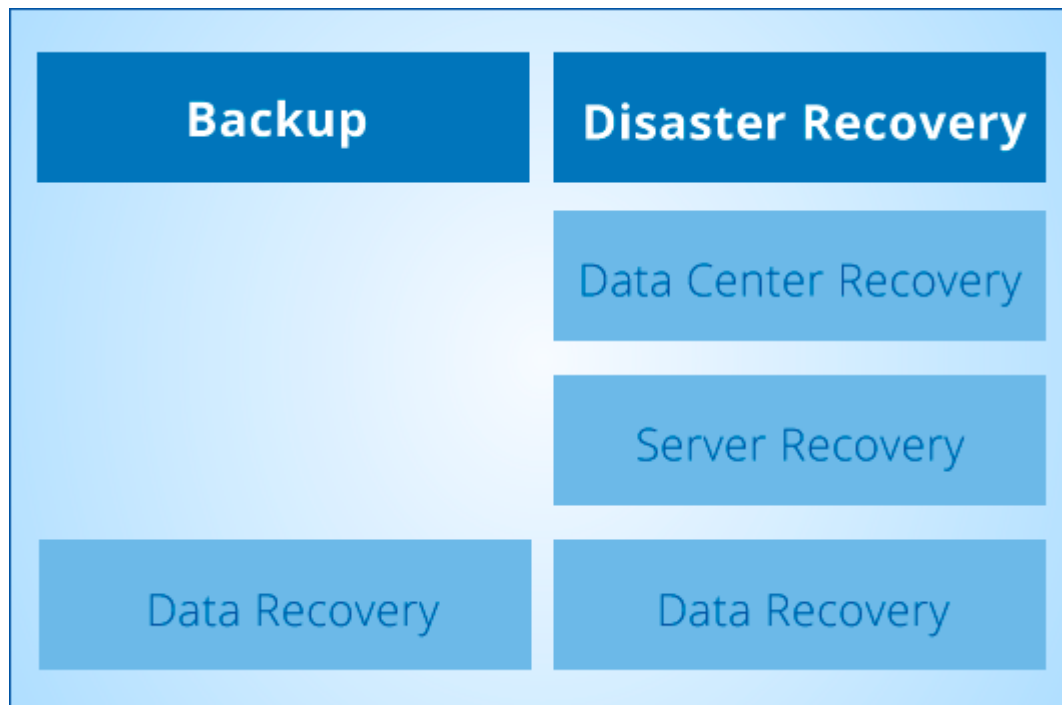 Backup
Disaster Recovery
Data Center Recovery
Server Recovery
Data Recovery
Data Recovery